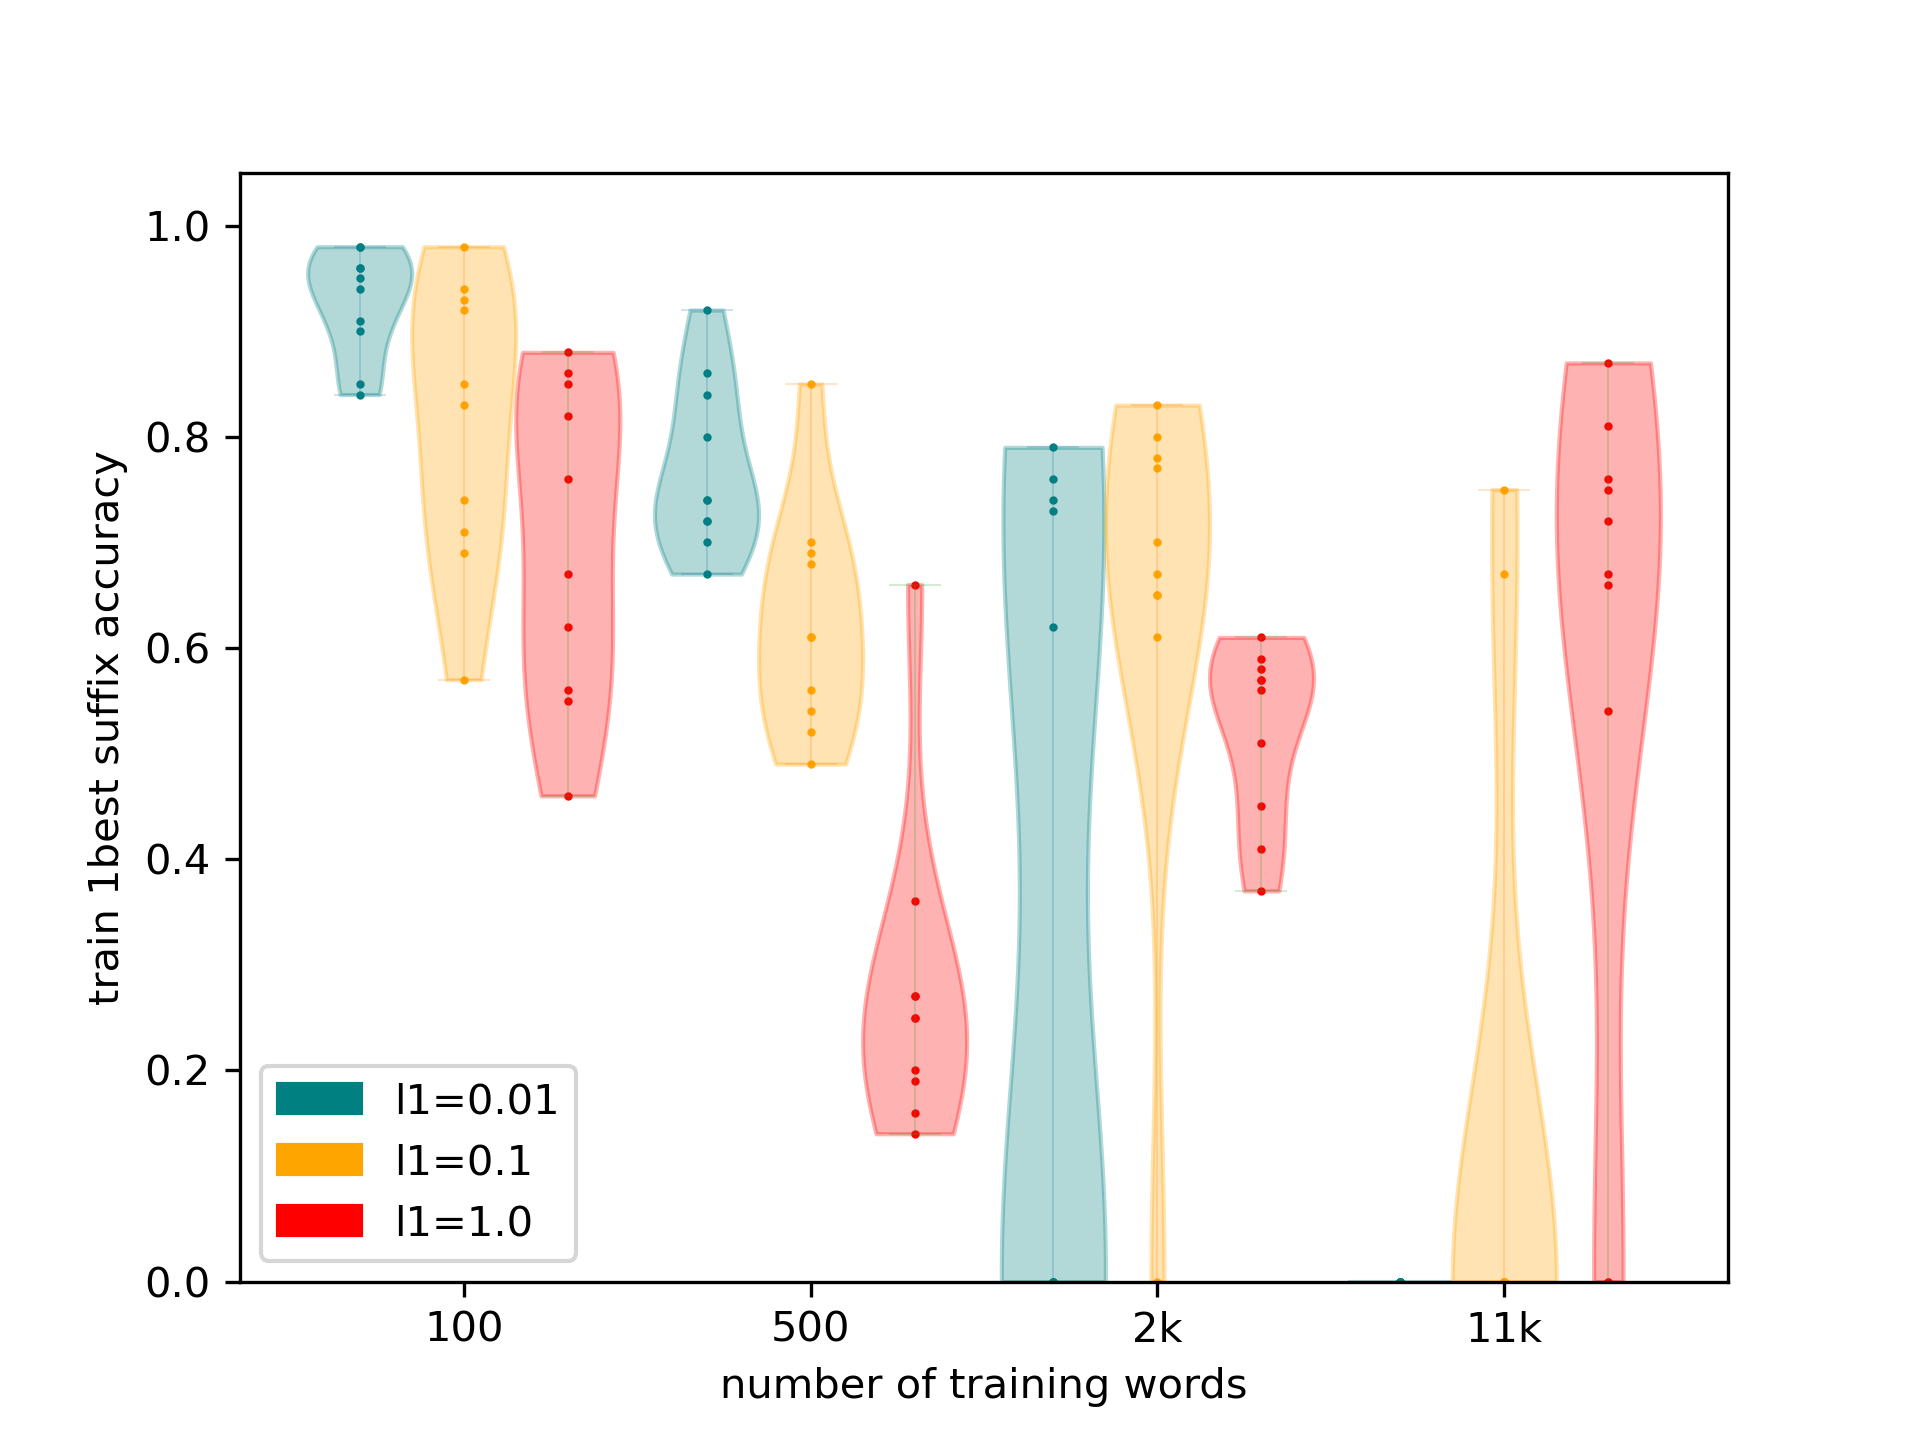 1.0
0.8
0.6
0.4
0.2
0.0
train 1best suffix accuracy
l1=0.01
l1=0.1
l1=1.0
100 500 2k 11k
number of training words